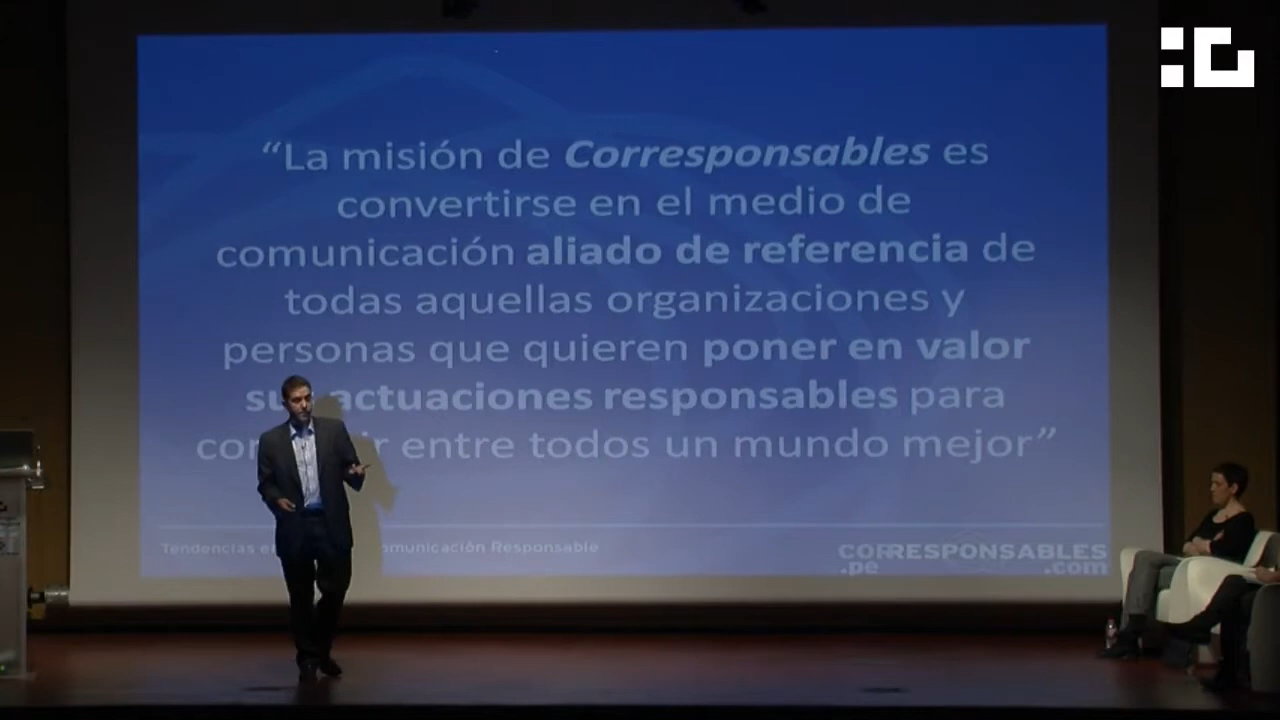 “La misión de Corresponsables es
convertirse en el medio de
comunicación aliado de referencia de
todas aquellas organizaciones y
personas que quieren poner en valor
actuaciones responsables para
entre todos un mundo mejor”
Tendencias
Responsable
CORRESPONSABLES
.pe .com